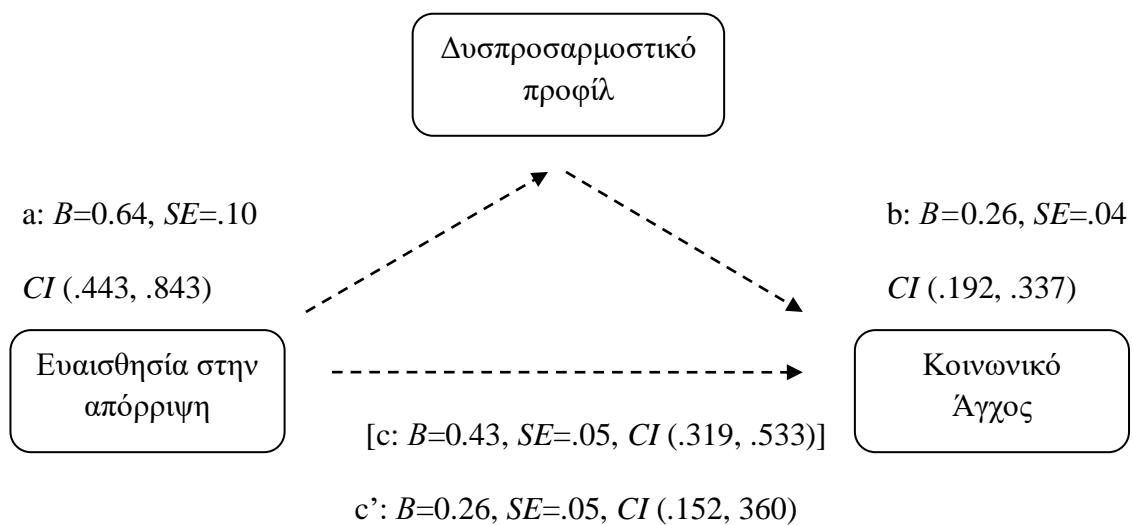 Δυσπροσαρμοστικό
προφίλ
a: B=0.64, SE=.10
CI (.443, .843)
b: B=0.26, SE=.04
CI (.192, .337)
Ευαισθησία στην
απόρριψη
Κοινωνικό
Άγχος
[c: B=0.43, SE=.05, CI (.319, .533)]
c’: B=0.26, SE=.05, CI (.152, 360)